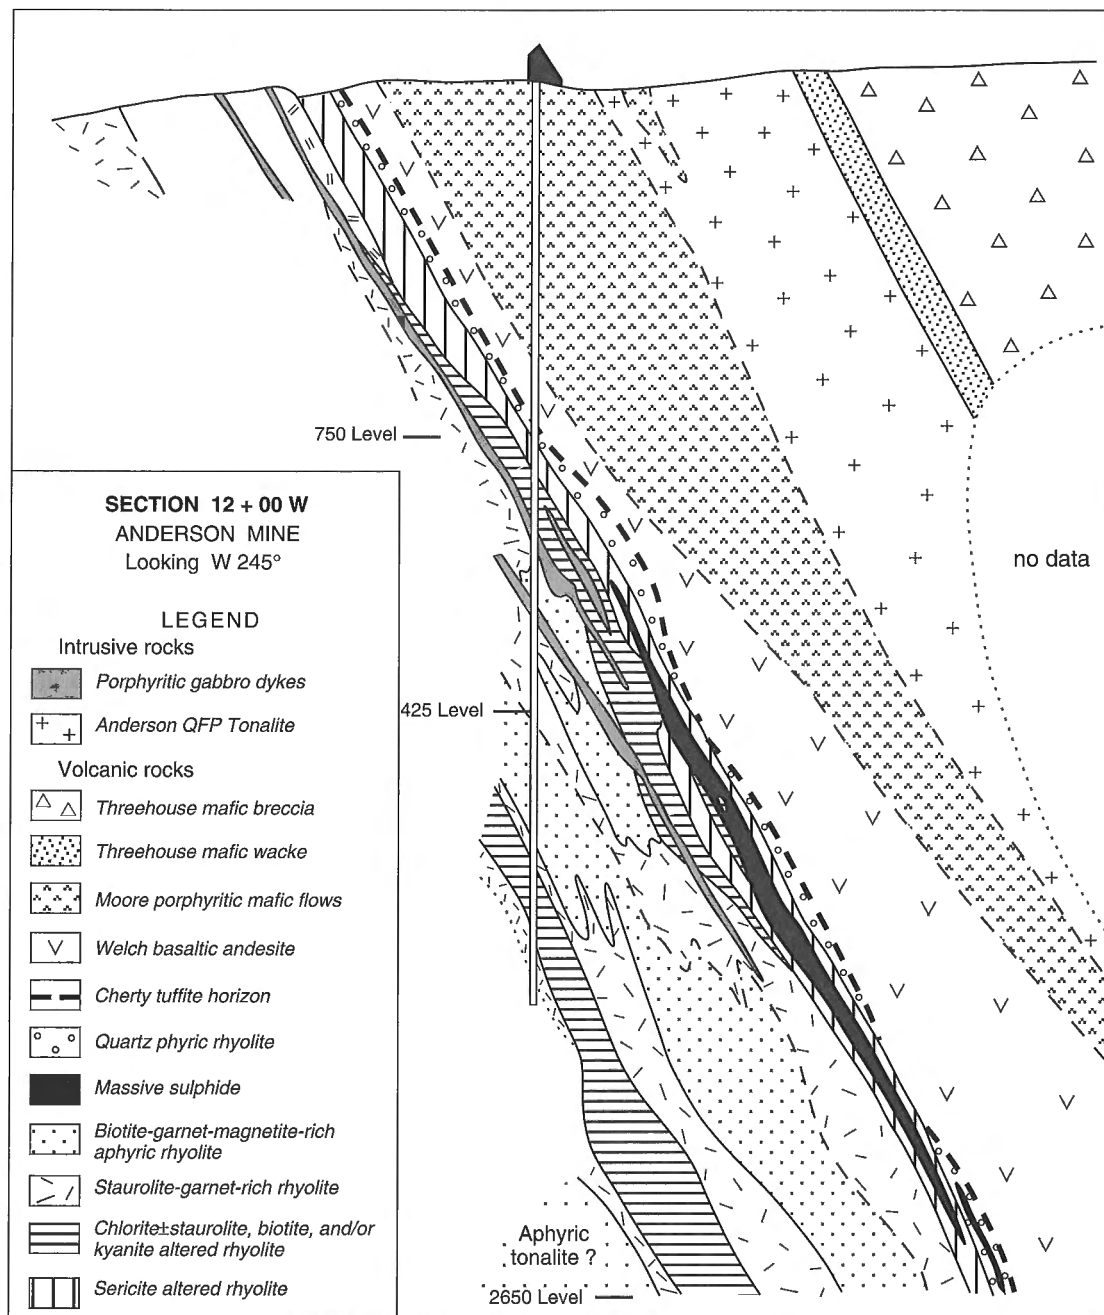 750 Level
SECTION 12 + 00 W
ANDERSON MINE
Looking W 245°
LEGEND
Intrusive rocks
Porphyritic gabbro dykes
Anderson QFP Tonalite
Volcanic rocks
Threehouse mafic breccia
Threehouse mafic wacke
Moore porphyritic mafic flows
Welch basaltic andesite
Cherty tuffite horizon
Quartz phyric rhyolite
Massive sulphide
Biotite-garnet-magnetite-rich
aphyric rhyolite
Staurolite-garnet-rich rhyolite
Chlorite±staurolite, biotite, and/or
kyanite altered rhyolite
Sericite altered rhyolite
no data
425 Level
Aphyric
tonalite ?
2650 Level